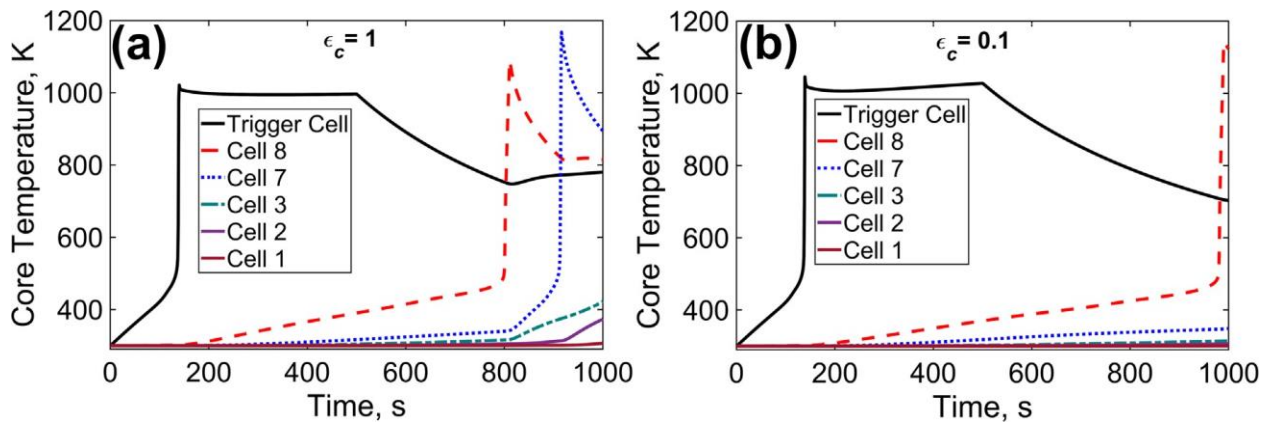 (a)
ϵc= 1
Core Temperature, K
1200
1000
800
600
400
Trigger Cell
Cell 8
Cell 7
Cell 3
Cell 2
Cell 1
0 200 400 600 800 1000
Time, s
(b)
ϵc= 0.1
Core Temperature, K
1200
1000
800
600
400
Trigger Cell
Cell 8
Cell 7
Cell 3
Cell 2
Cell 1
0 200 400 600 800 1000
Time, s